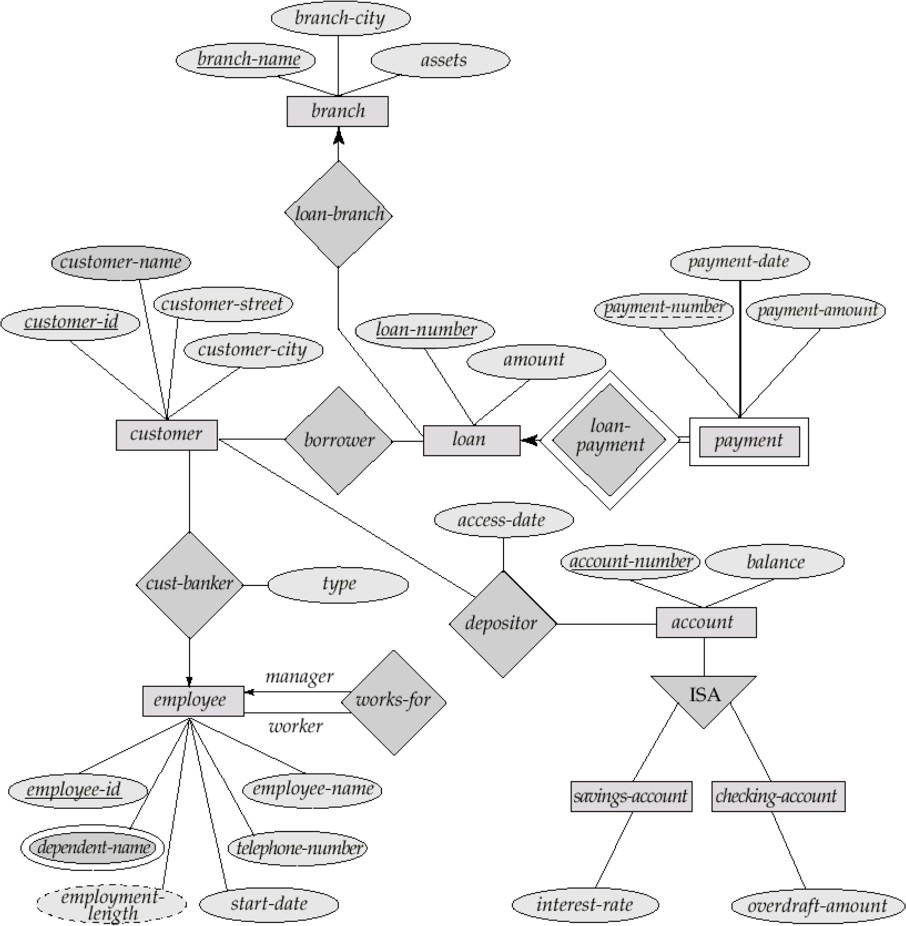 branch-city
branch-name
assets
branch
loan-branch
customer-name
customer-street
customer-id
customer-city
payment-date
payment-number
payment-amount
loan-number
amount
customer
borrower
loan
loan-
payment
payment
access-date
cust-banker
type
account-number
balance
depositor
account
manager
employee
works-for
worker
ISA
employee-id
employee-name
savings-account
checking-account
dependent-name
telephone-number
employment-
length
start-date
interest-rate
overdraft-amount